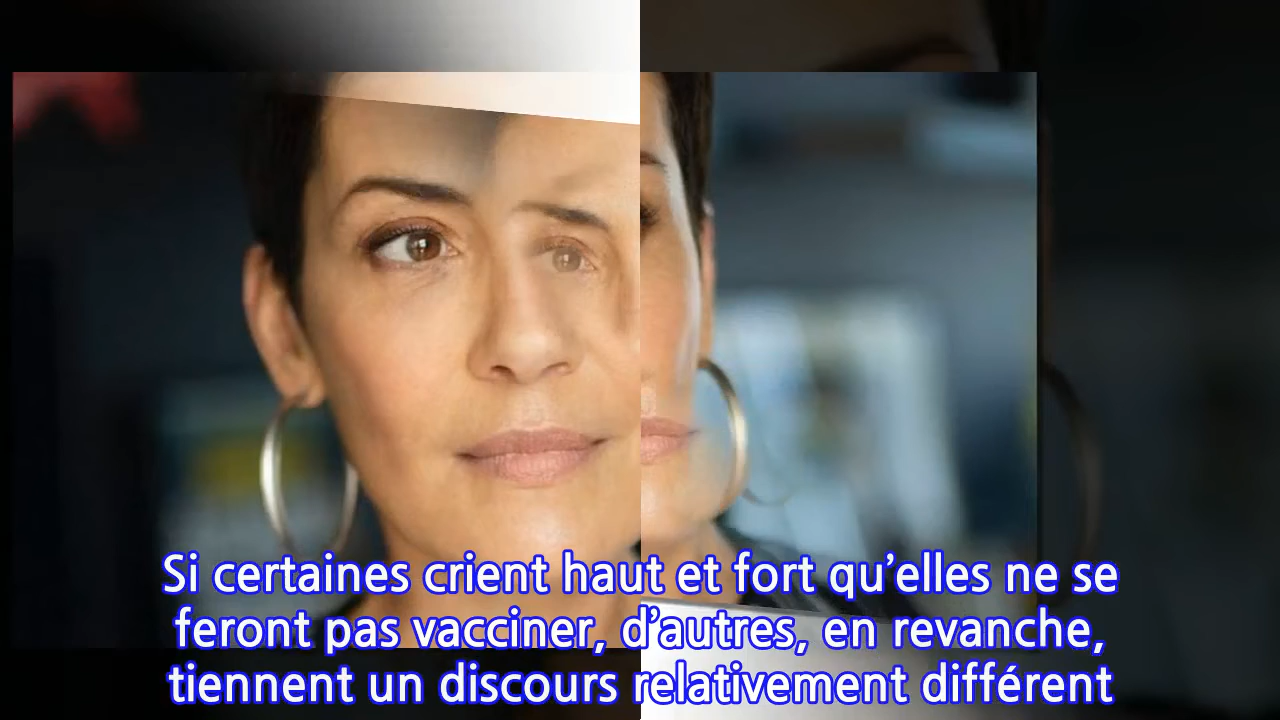 Si certaines crient haut et fort qu’elles ne se
feront pas vacciner, d’autres, en revanche,
tiennent un discours relativement différent